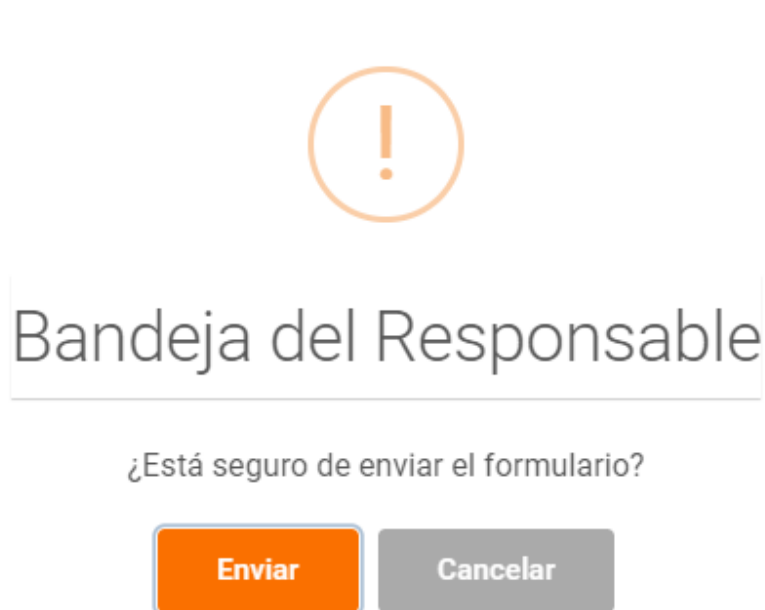 Bandeja del Responsable
¿Está seguro de enviar el formulario?
Enviar
Cancelar